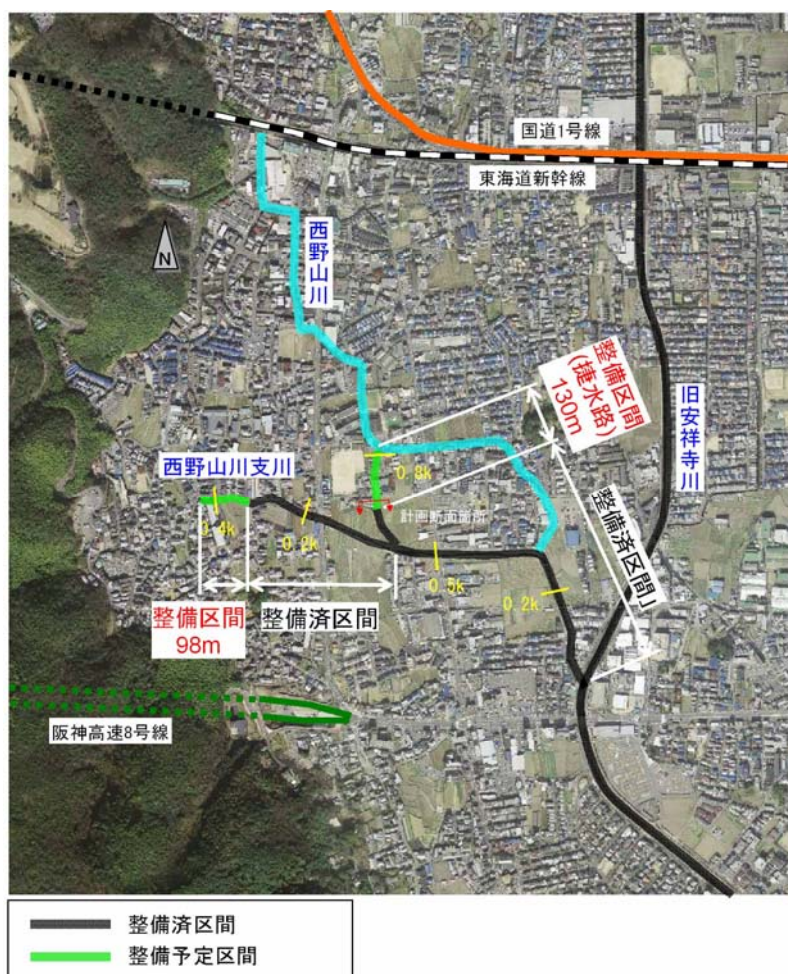 国道1号線
東海道新幹線
N
西野山川
整備区間
(捷水路)
130m
旧安祥寺川
西野山川支川
0.8k
計画断面箇所
0.4k
0.2k
整備済区間」
0.5k
0.2k
整備区間
98m
整備済区間
阪神高速8号線
整備済区間
整備予定区間